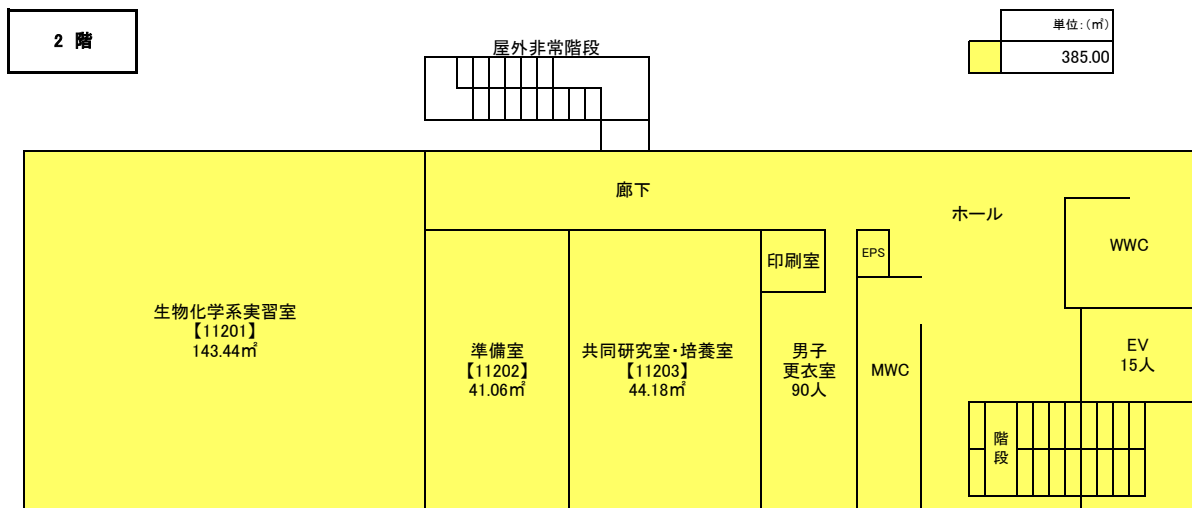 2 階
単位：(㎡)
385.00
屋外非常階段
廊下
ホール
WWC
印刷室
EPS
生物化学系実習室
【11201】
143.44㎡
準備室
【11202】
41.06㎡
共同研究室・培養室
【11203】
44.18㎡
男子
更衣室
90人
MWC
EV
15人
階
段